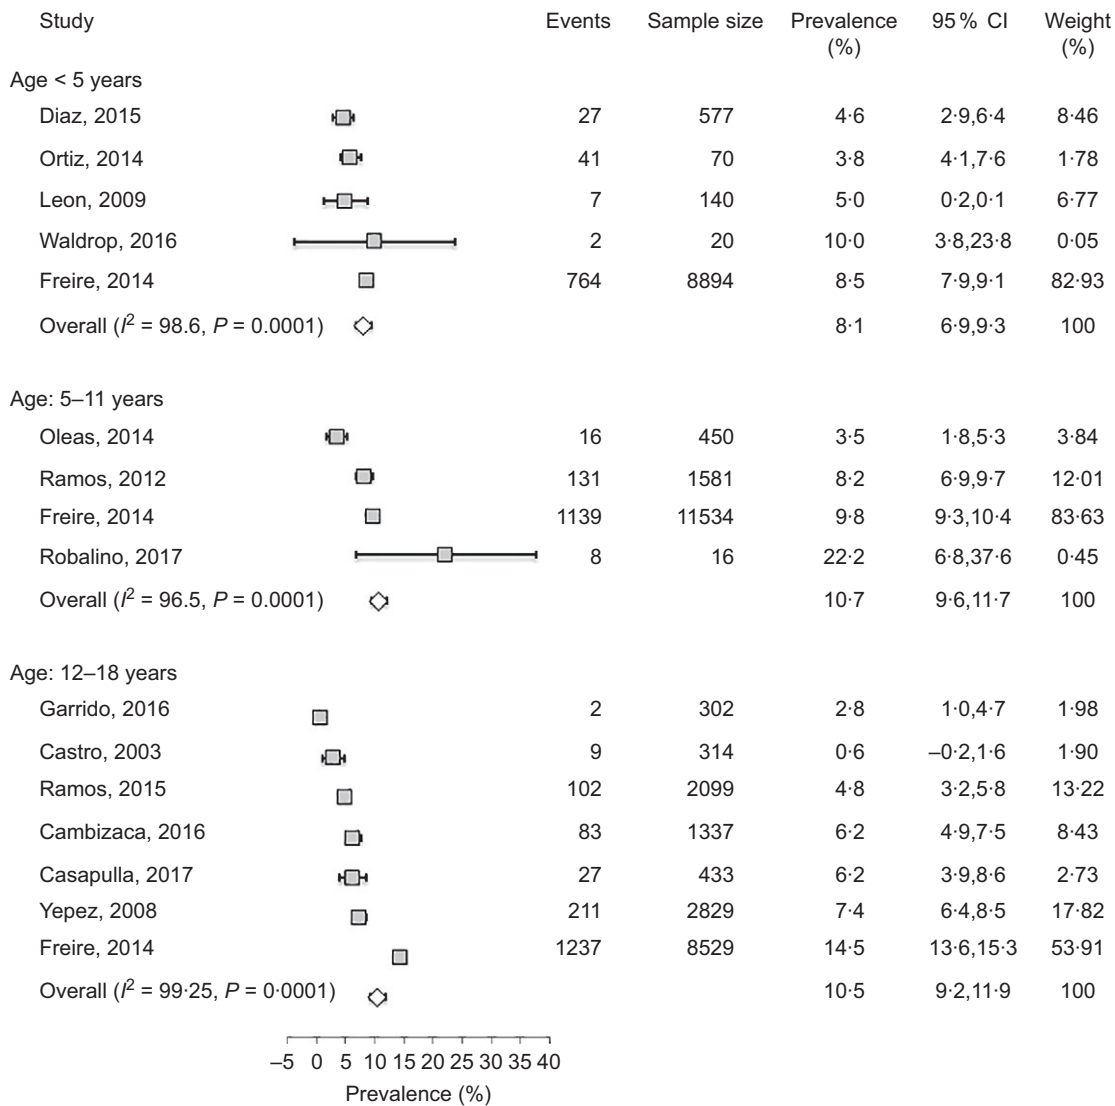 Study Events Sample size Prevalence (%) 95% CI Weight (%)
Age < 5 years
Diaz, 2015 27 577 4·6 2·9,6·4 8·46
Ortiz, 2014 41 70 3·8 4·1,7·6 1·78
Leon, 2009 7 140 5·0 0·2,0·1 6·77
Waldrop, 2016 2 20 10·0 3·8,23·8 0·05
Freire, 2014 764 8894 8·5 7·9,9·1 82·93
Overall (I² = 98.6, P = 0.0001) 8·1 6·9,9·3 100
Age: 5–11 years
Oleas, 2014 16 450 3·5 1·8,5·3 3·84
Ramos, 2012 131 1581 8·2 6·9,9·7 12·01
Freire, 2014 1139 11534 9·8 9·3,10·4 83·63
Robalino, 2017 8 16 22·2 6·8,37·6 0·45
Overall (I² = 96.5, P = 0.0001) 10·7 9·6,11·7 100
Age: 12–18 years
Garrido, 2016 2 302 2·8 1·0,4·7 1·98
Castro, 2003 9 314 0·6 –0·2,1·6 1·90
Ramos, 2015 102 2099 4·8 3·2,5·8 13·22
Cambizaca, 2016 83 1337 6·2 4·9,7·5 8·43
Casapulla, 2017 27 433 6·2 3·9,8·6 2·73
Yepez, 2008 211 2829 7·4 6·4,8·5 17·82
Freire, 2014 1237 8529 14·5 13·6,15·3 53·91
Overall (I² = 99·25, P = 0·0001) 10·5 9·2,11·9 100
–5 0 5 10 15 20 25 30 35 40
Prevalence (%)